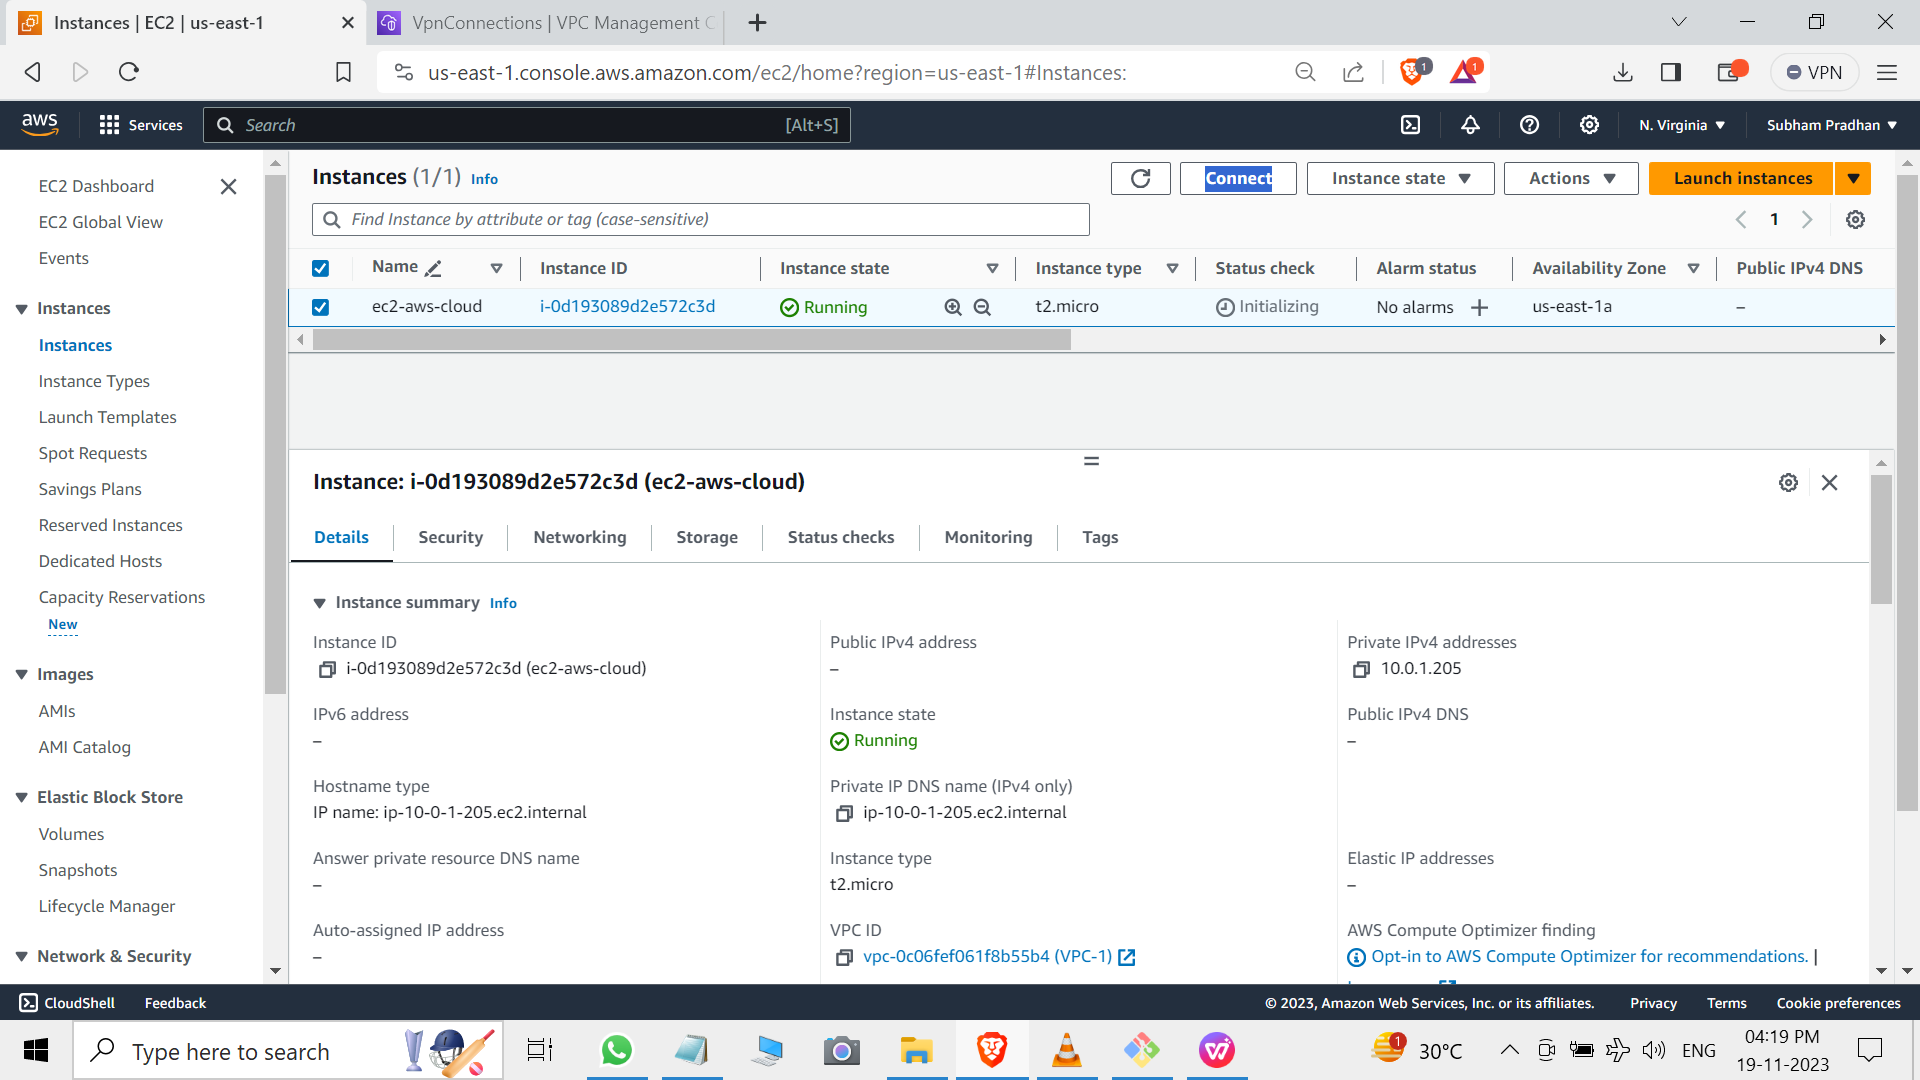 Instances | EC2 | us-east-1
VpnConnections | VPC Management C
us-east-1.console.aws.amazon.com/ec2/home?region=us-east-1#Instances:
1
1
VPN
aws
Services
Search
[Alt+S]
N. Virginia
Subham Pradhan
EC2 Dashboard
EC2 Global View
Events
Instances
Instances
Instance Types
Launch Templates
Spot Requests
Savings Plans
Reserved Instances
Dedicated Hosts
Capacity Reservations
New
Images
AMIs
AMI Catalog
Elastic Block Store
Volumes
Snapshots
Lifecycle Manager
Network & Security
Instances (1/1) Info
Connect
Instance state
Actions
Launch instances
Find Instance by attribute or tag (case-sensitive)
1
Name
Instance ID
Instance state
Instance type
Status check
Alarm status
Availability Zone
Public IPv4 DNS
ec2-aws-cloud
i-0d193089d2e572c3d
Running
t2.micro
Initializing
No alarms
us-east-1a
–
Instance: i-0d193089d2e572c3d (ec2-aws-cloud)
Details
Security
Networking
Storage
Status checks
Monitoring
Tags
Instance summary Info
Instance ID
i-0d193089d2e572c3d (ec2-aws-cloud)
Public IPv4 address
–
Private IPv4 addresses
10.0.1.205
IPv6 address
–
Instance state
Running
Public IPv4 DNS
–
Hostname type
IP name: ip-10-0-1-205.ec2.internal
Private IP DNS name (IPv4 only)
ip-10-0-1-205.ec2.internal
Answer private resource DNS name
–
Instance type
t2.micro
Elastic IP addresses
–
Auto-assigned IP address
–
VPC ID
vpc-0c06fef061f8b55b4 (VPC-1)
AWS Compute Optimizer finding
Opt-in to AWS Compute Optimizer for recommendations. |
CloudShell
Feedback
© 2023, Amazon Web Services, Inc. or its affiliates.
Privacy
Terms
Cookie preferences
Type here to search
1
30°C
ENG
04:19 PM
19-11-2023